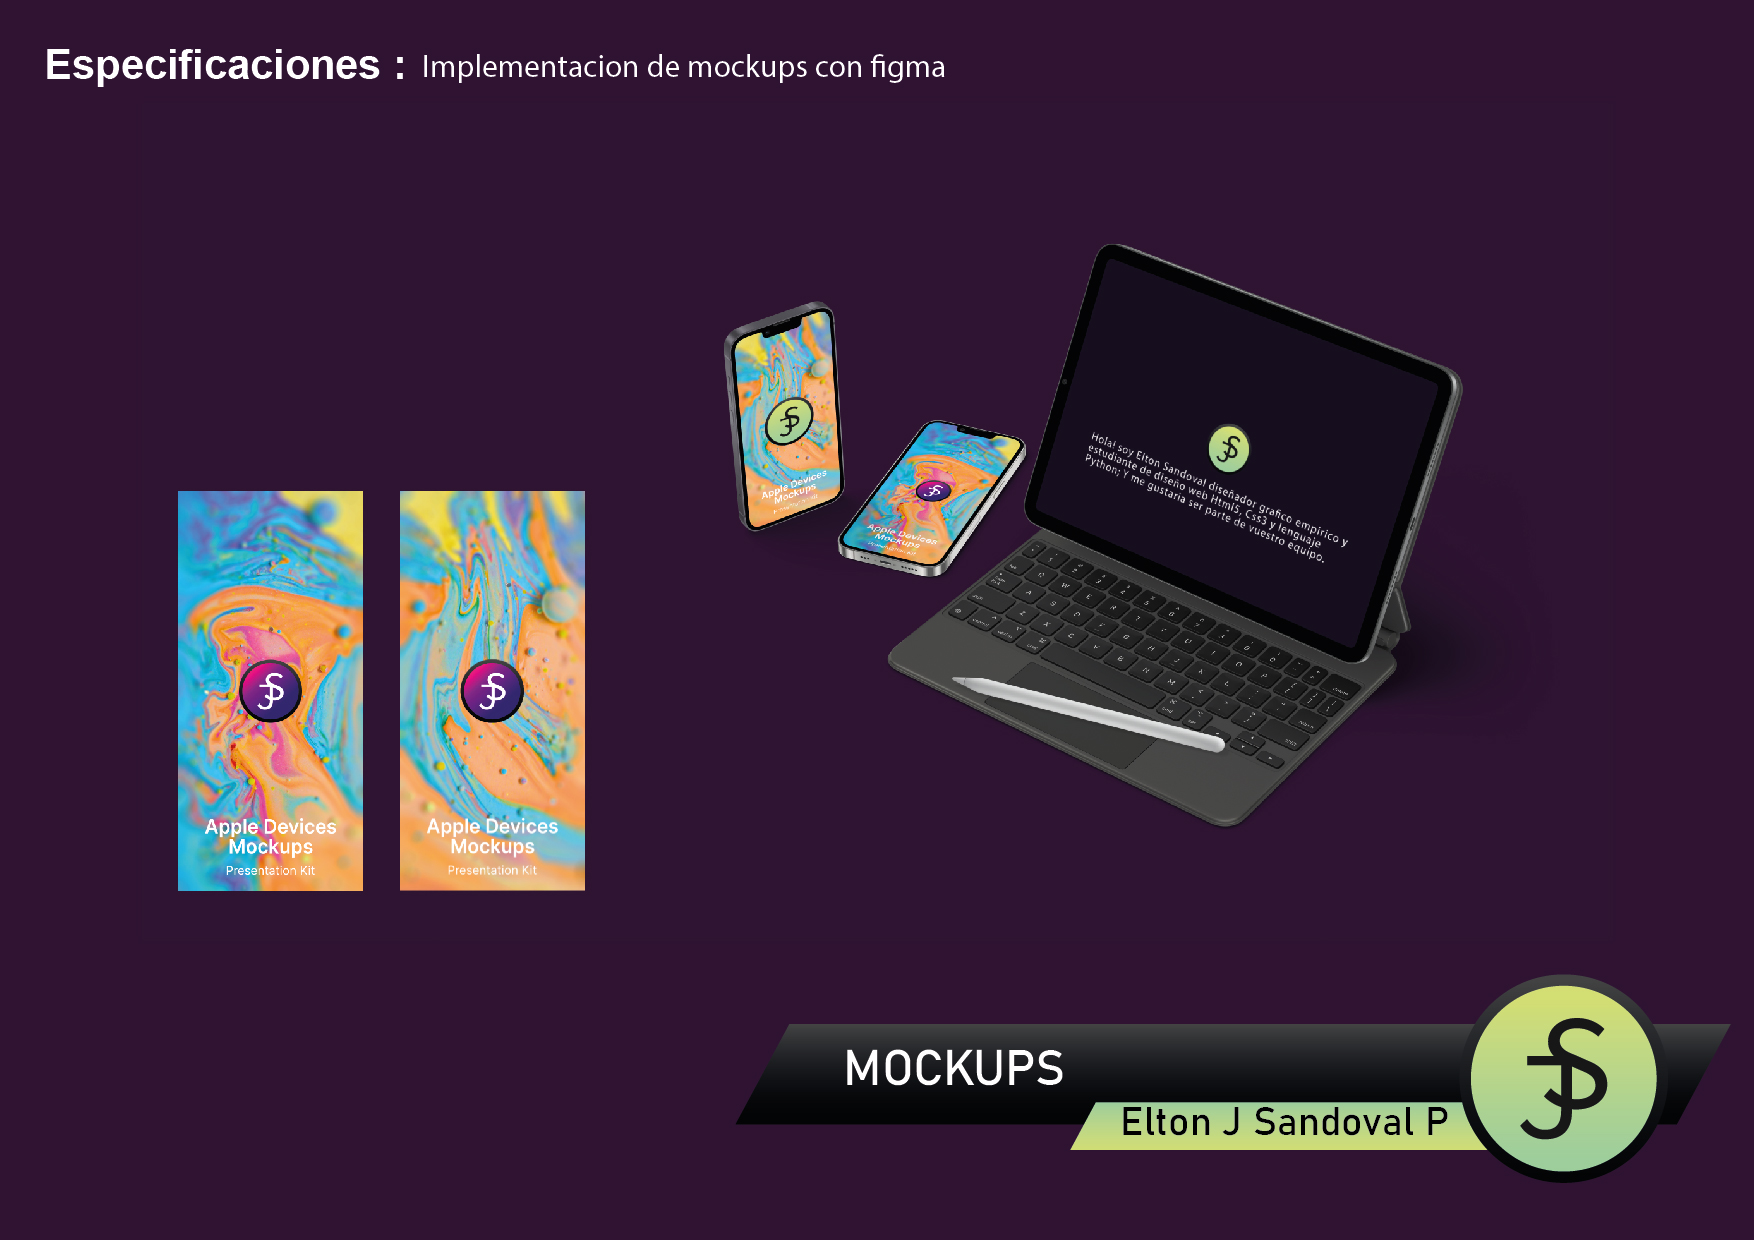 Especificaciones : Implementacion de mockups con figma
Apple Devices
Mockups
Apple Devices
Mockups
Hola! soy Elton Sandoval diseñador grafico empirico y
estudiante de diseño web Html5, Css3 y lenguaje
Python; Y me gustaria ser parte de vuestro equipo.
Apple Devices
Mockups
Presentation Kit
Apple Devices
Mockups
Presentation Kit
MOCKUPS
Elton J Sandoval P